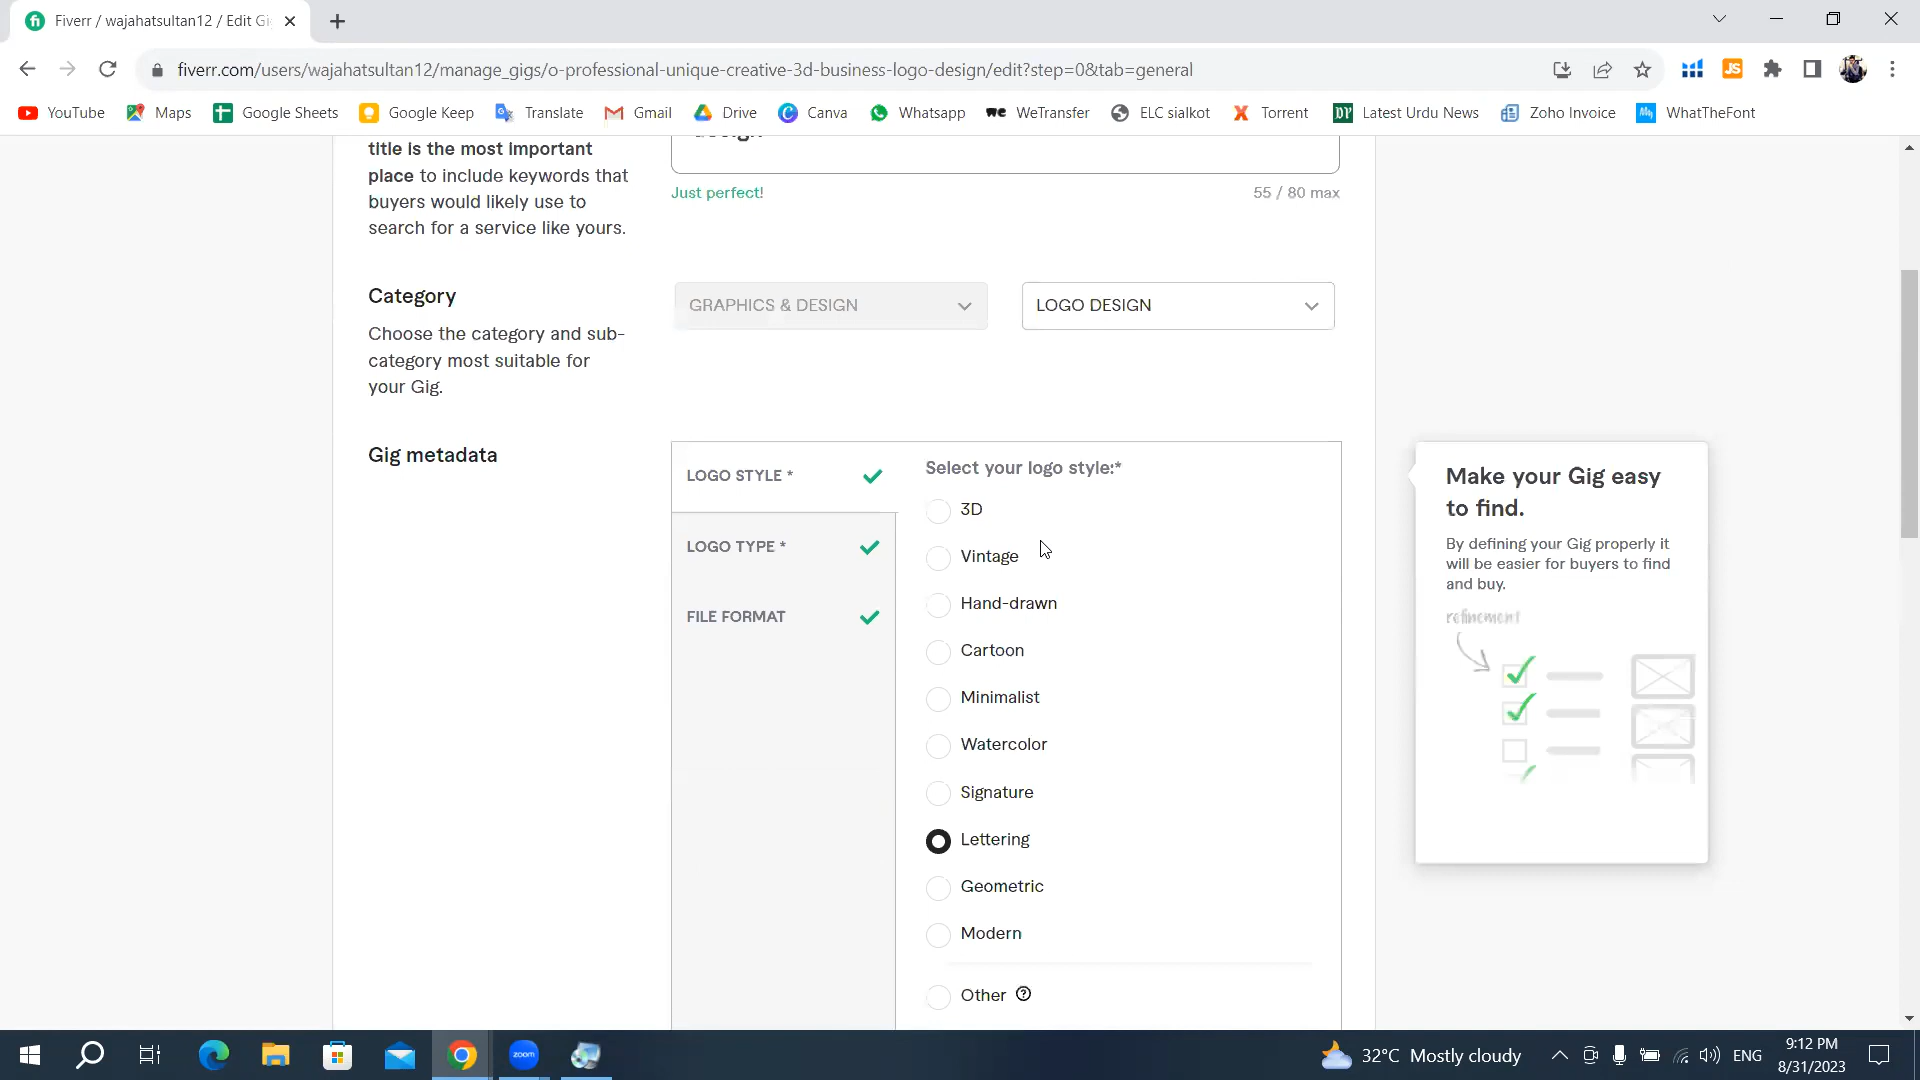 Fiverr / wajahatsultan12 / Edit Gi
fiverr.com/users/wajahatsultan12/manage_gigs/o-professional-unique-creative-3d-business-logo-design/edit?step=0&tab=general
JS
YouTube
Maps
Google Sheets
Google Keep
Translate
Gmail
Drive
Canva
Whatsapp
WeTransfer
ELC sialkot
Torrent
Latest Urdu News
Zoho Invoice
WhatTheFont
title is the most important
place to include keywords that
buyers would likely use to
search for a service like yours.
design
Just perfect!
55 / 80 max
Category
Choose the category and sub-
category most suitable for
your Gig.
GRAPHICS & DESIGN
LOGO DESIGN
Gig metadata
LOGO STYLE *
LOGO TYPE *
FILE FORMAT
Select your logo style:*
3D
Vintage
Hand-drawn
Cartoon
Minimalist
Watercolor
Signature
Lettering
Geometric
Modern
Other
Make your Gig easy
to find.
By defining your Gig properly it
will be easier for buyers to find
and buy.
refinement
zoom
32°C Mostly cloudy
ENG
9:12 PM
8/31/2023